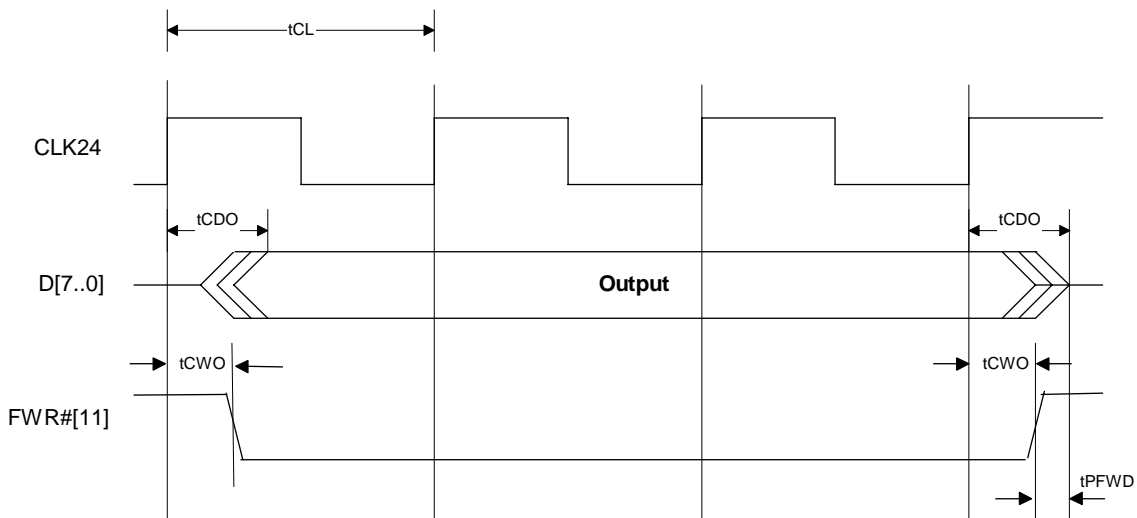 tCL
CLK24
tCDO
tCDO
D[7..0]
Output
tCWO
tCWO
FWR#[11]
tPFWD